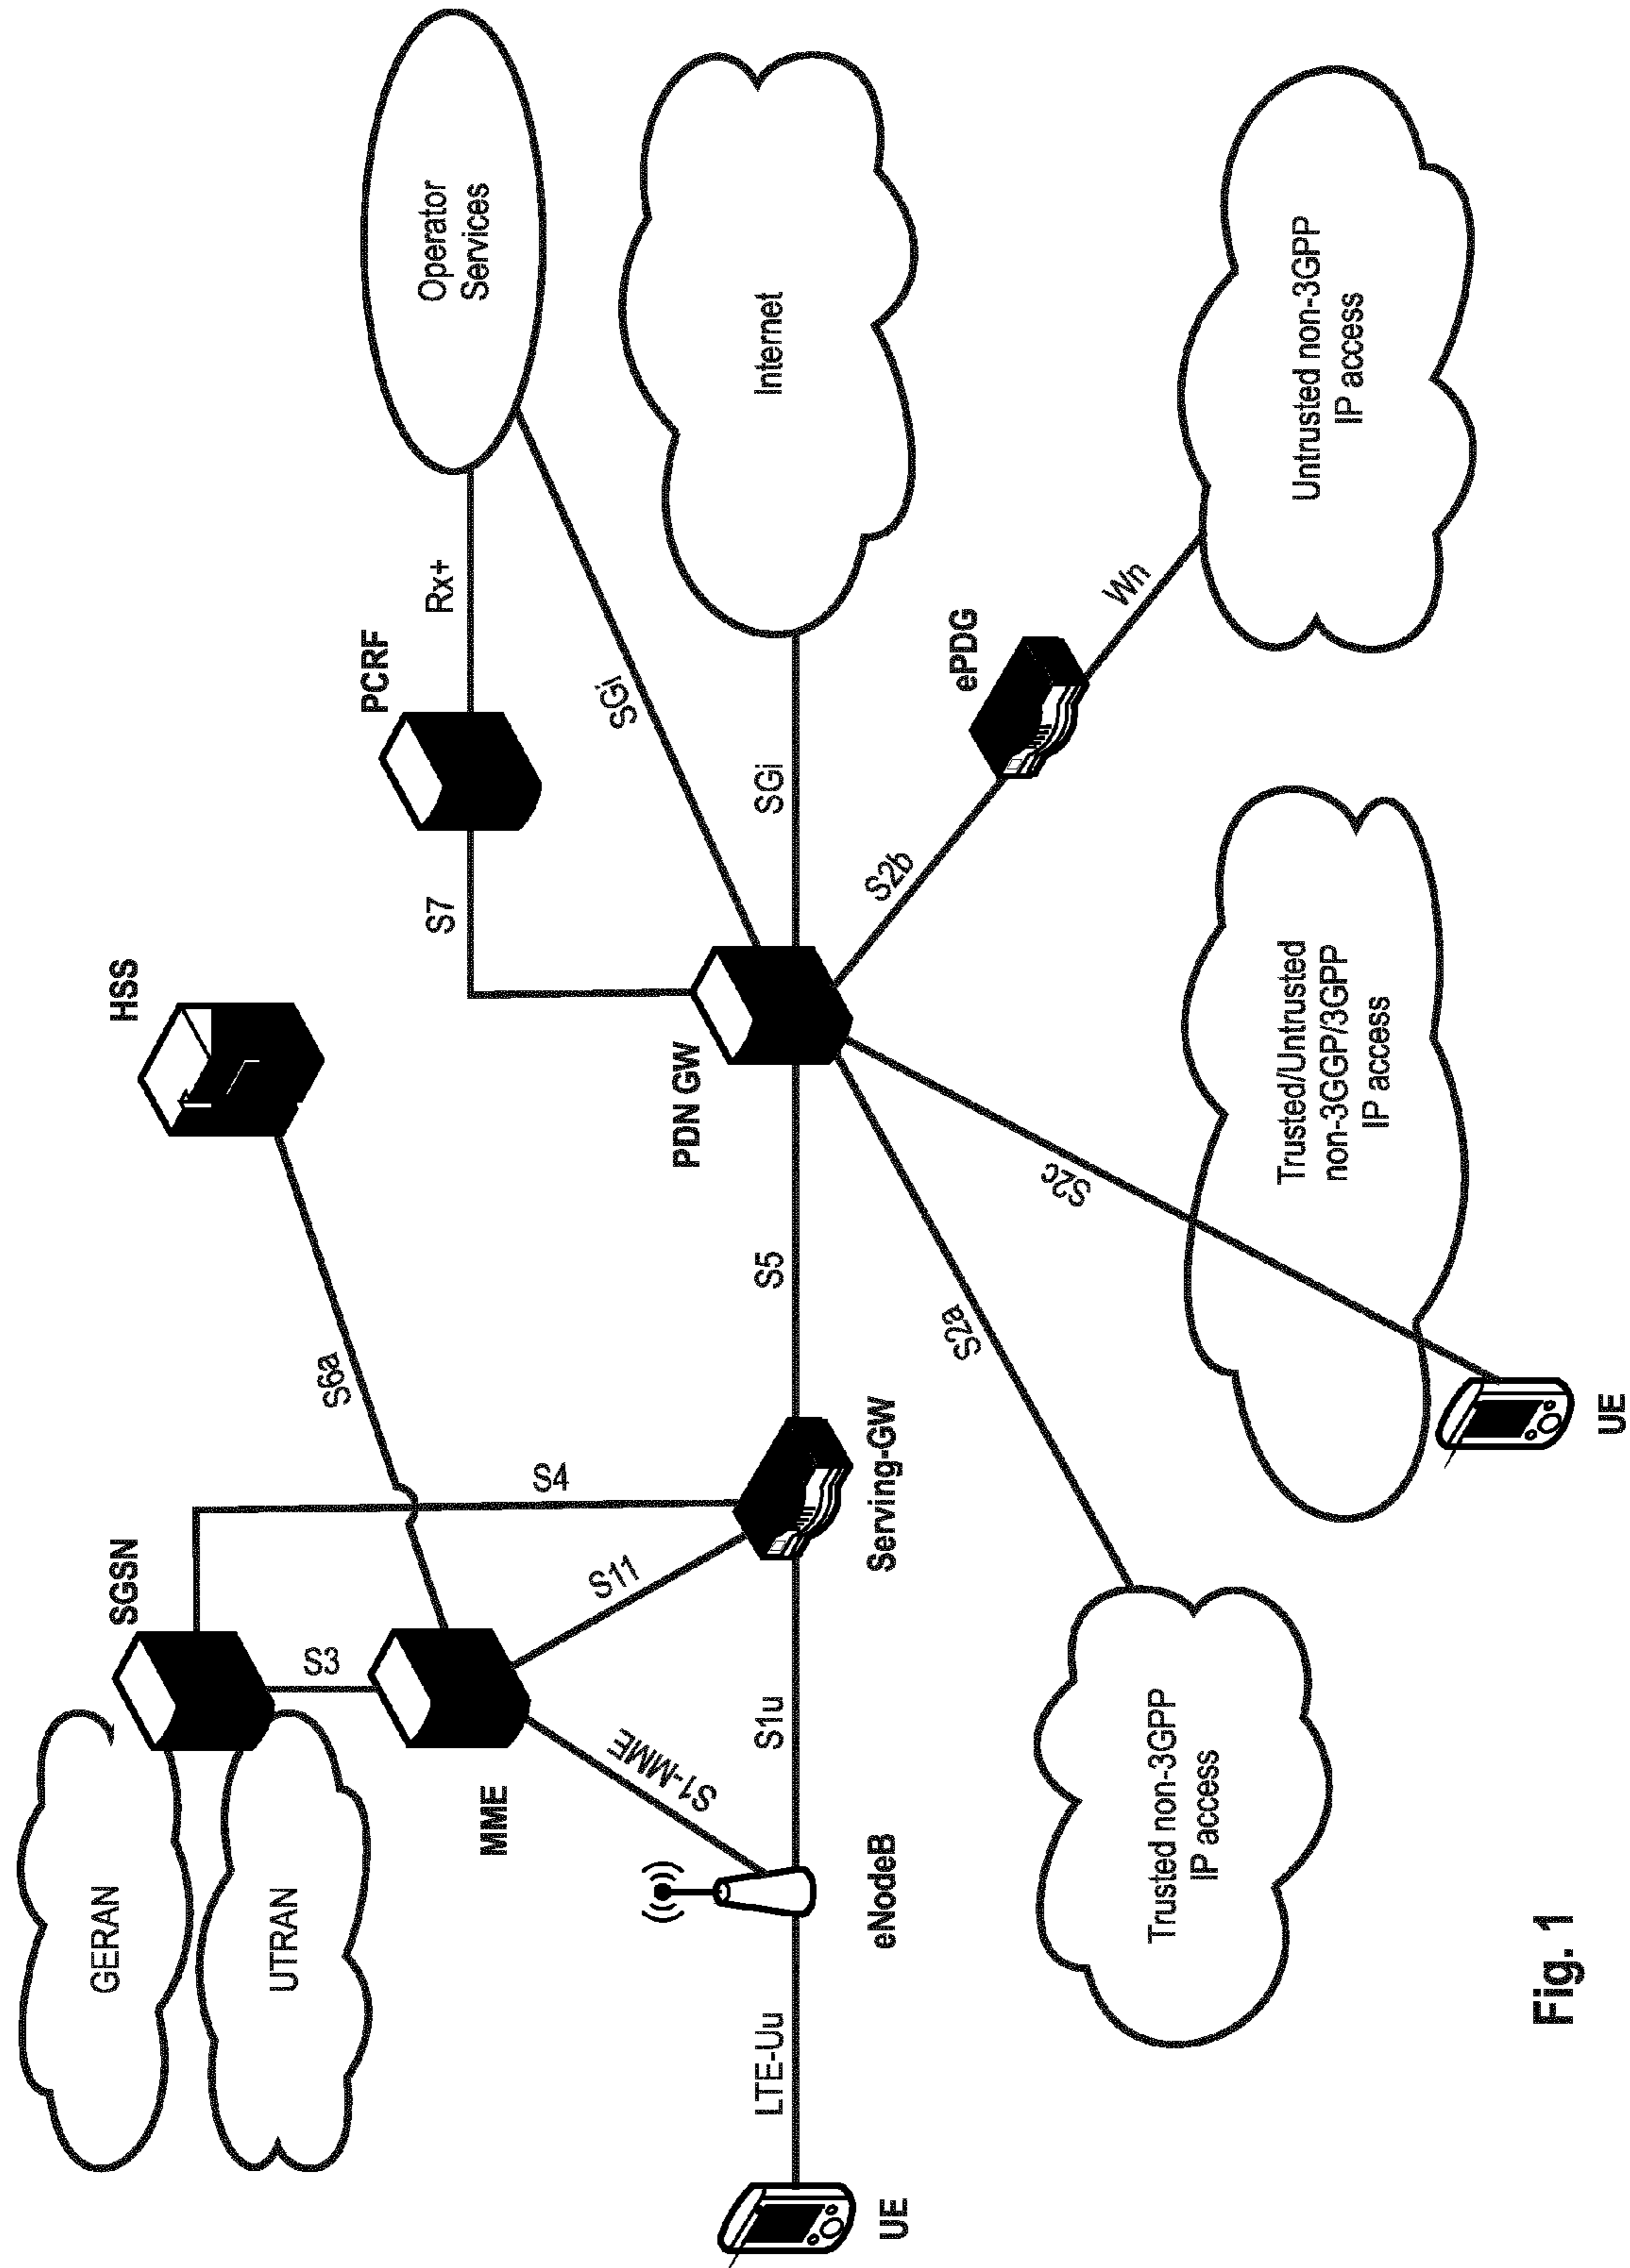 GERAN
UTRAN
SGSN
HSS
S3
S6a
S4
MME
S7
PCRF
Rx+
Operator
Services
S1-MME
S11
SGi
PDN GW
LTE-Uu
S1u
S5
SGi
Internet
UE
eNodeB
Serving-GW
S2a
S2c
S2b
ePDG
Wn
Trusted non-3GPP
IP access
Trusted/Untrusted
non-3GGP/3GPP
IP access
Untrusted non-3GPP
IP access
UE
Fig. 1